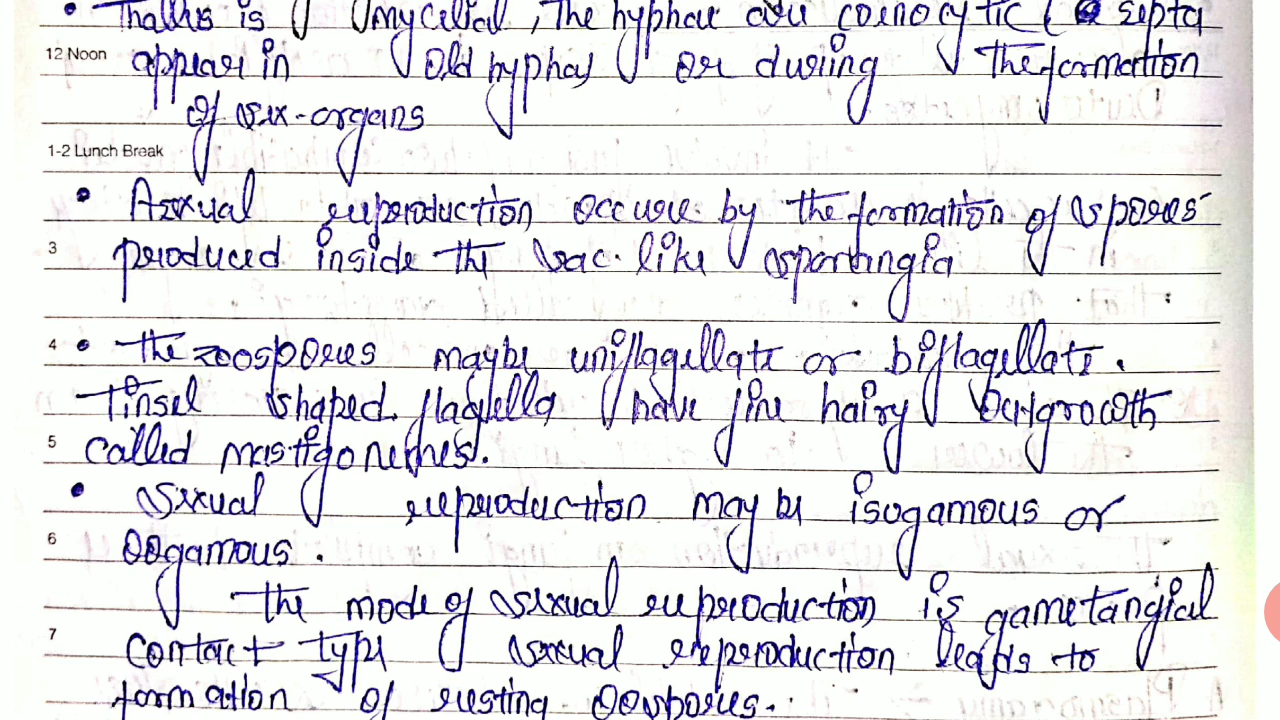 • Thallus is mycelial, The hyphae are coenocytic ( septa
12 Noon appear in old hyphae or during the formation
of sex-organs
1-2 Lunch Break
• Asexual reproduction occure by the formation of spores
3 produced inside the sac-like sporangia
4 • the zoospores maybe uniflagellate or biflagellate.
Tinsel shaped flagella have fine hairy outgrowth
5 called mastigonemes.
• Sexual reproduction may be isogamous or
6 oogamous.
the mode of sexual reproduction is gametangial
7 contact type sexual reproduction leads to
formation of resting oospores.